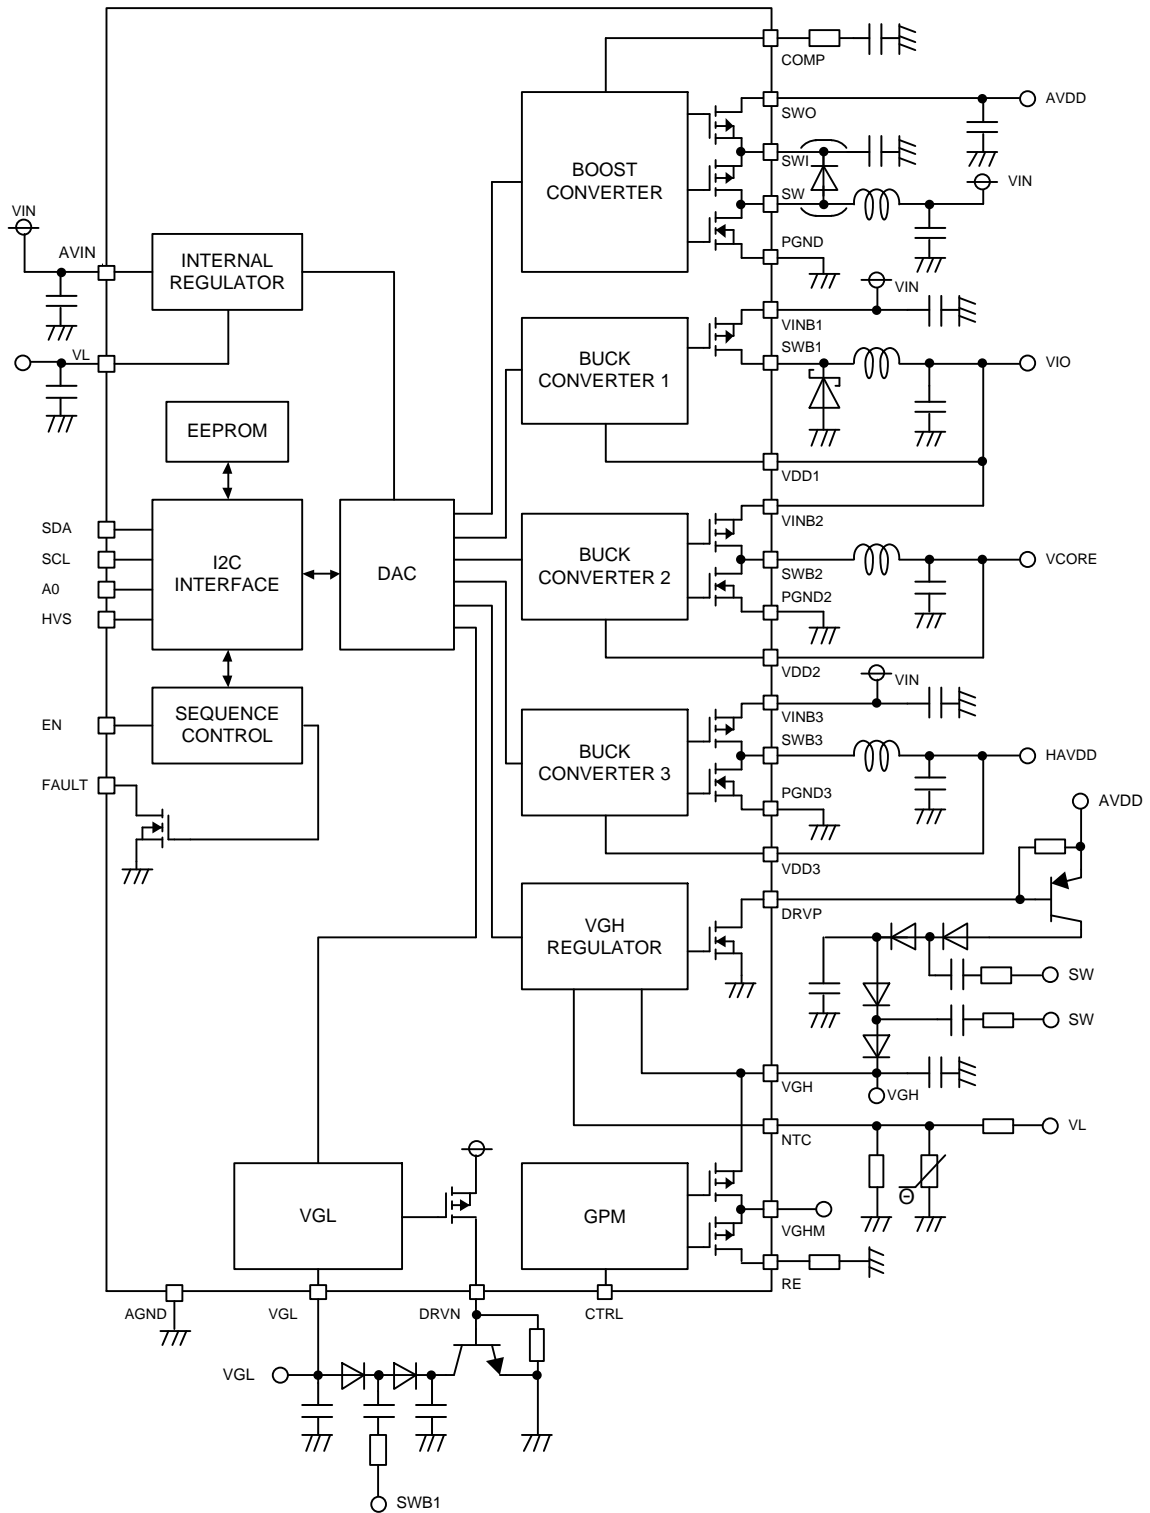 COMP
AVDD
SWO
BOOST
CONVERTER
SWI
VIN
SW
VIN
PGND
AVIN
INTERNAL
REGULATOR
VIN
VINB1
SWB1
VL
BUCK
CONVERTER 1
VIO
EEPROM
VDD1
VINB2
SDA
SCL
A0
HVS
I2C
INTERFACE
DAC
BUCK
CONVERTER 2
SWB2
VCORE
PGND2
VDD2
VIN
EN
SEQUENCE
CONTROL
VINB3
SWB3
BUCK
CONVERTER 3
HAVDD
FAULT
PGND3
AVDD
VDD3
DRVP
VGH
REGULATOR
SW
SW
VGH
VGH
VL
NTC
VGL
GPM
Θ
VGHM
RE
AGND
VGL
DRVN
CTRL
VGL
SWB1